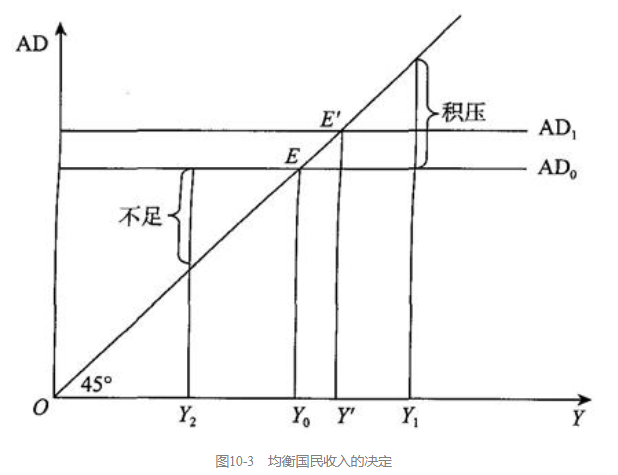 AD
E′
积压
AD₁
E
AD₀
不足
45°
O
Y₂
Y₀
Y′
Y₁
Y
图10-3 均衡国民收入的决定